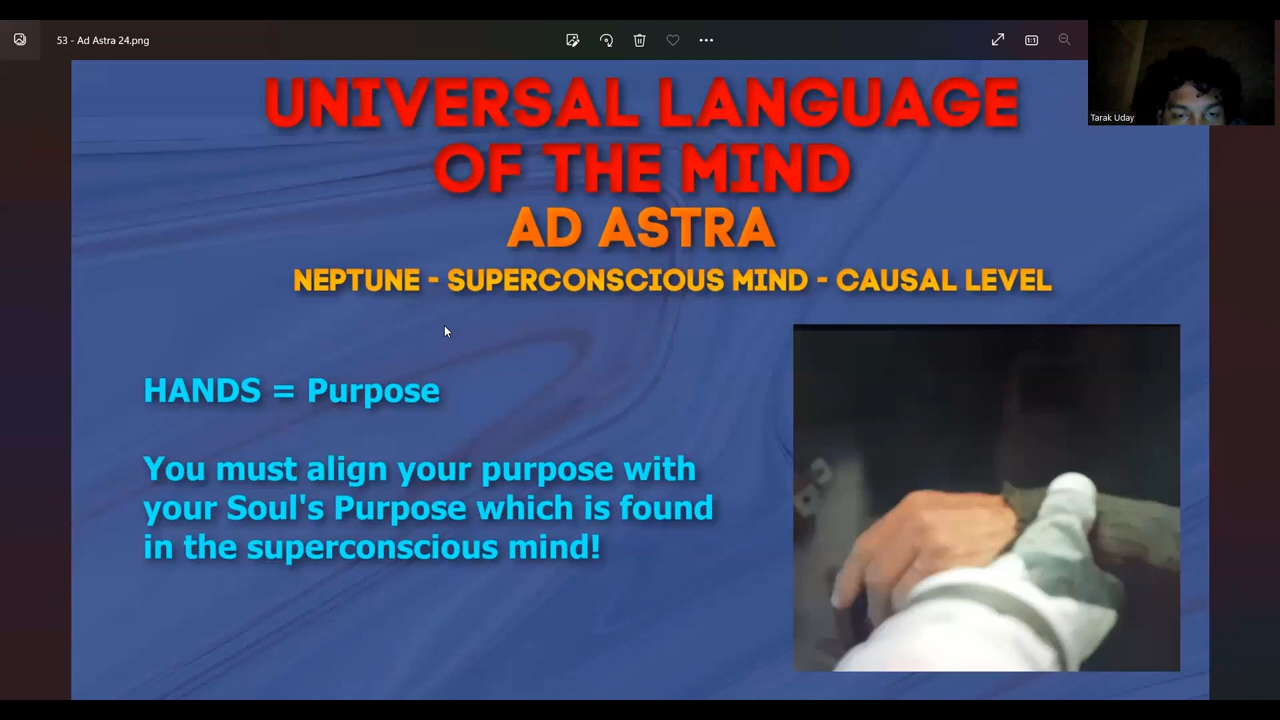 53 - Ad Astra 24.png
Tarak Uday
UNIVERSAL LANGUAGE
OF THE MIND
AD ASTRA
NEPTUNE - SUPERCONSCIOUS MIND - CAUSAL LEVEL
HANDS = Purpose
You must align your purpose with
your Soul's Purpose which is found
in the superconscious mind!